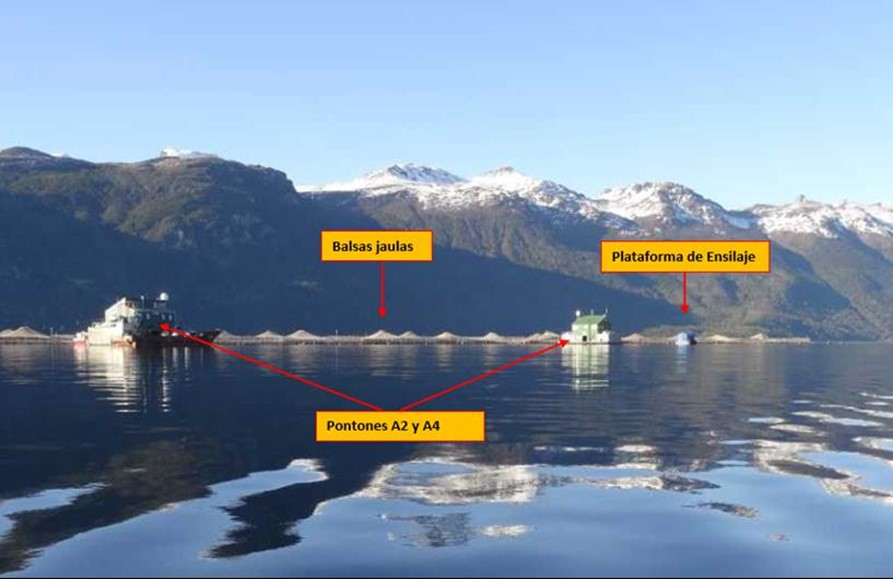 Balsas jaulas
Plataforma de Ensilaje
Pontones A2 y A4